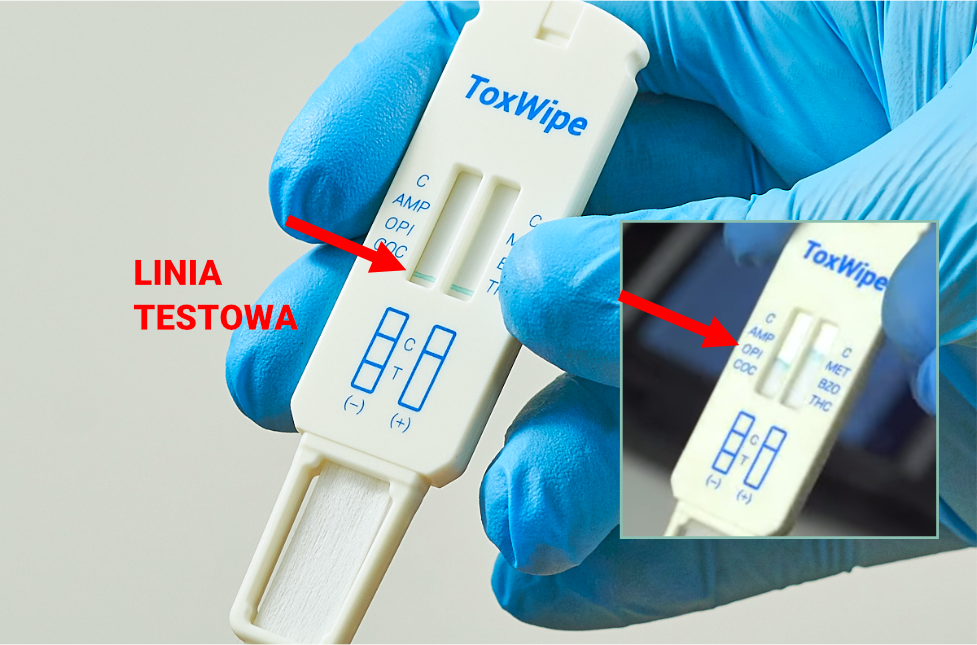 ToxWipe
C
AMP
OPI
COC
C
C
T
(-)
(+)
LINIA
TESTOWA
ToxWipe
C
AMP
OPI
COC
C
MET
BZO
THC
C
T
(-)
(+)